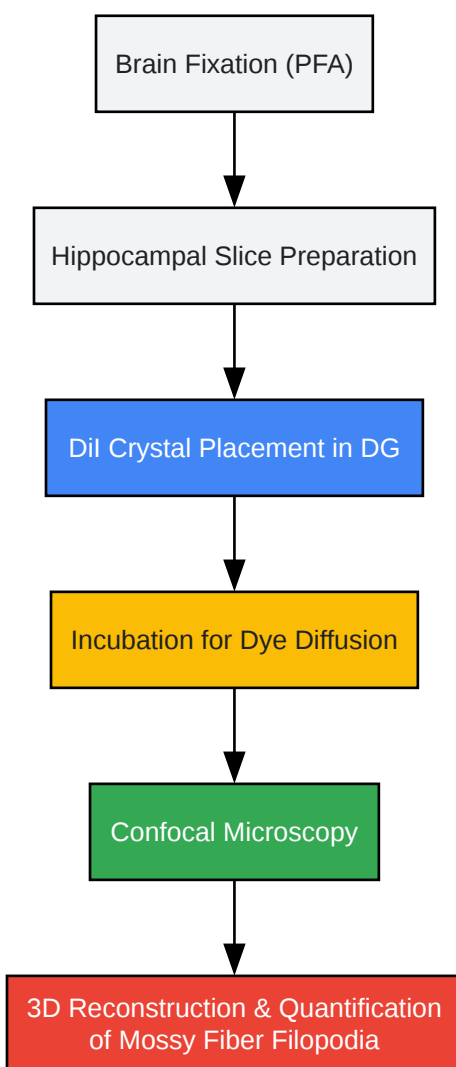 Brain Fixation (PFA)
Hippocampal Slice Preparation
DiI Crystal Placement in DG
Incubation for Dye Diffusion
Confocal Microscopy
3D Reconstruction & Quantification
of Mossy Fiber Filopodia